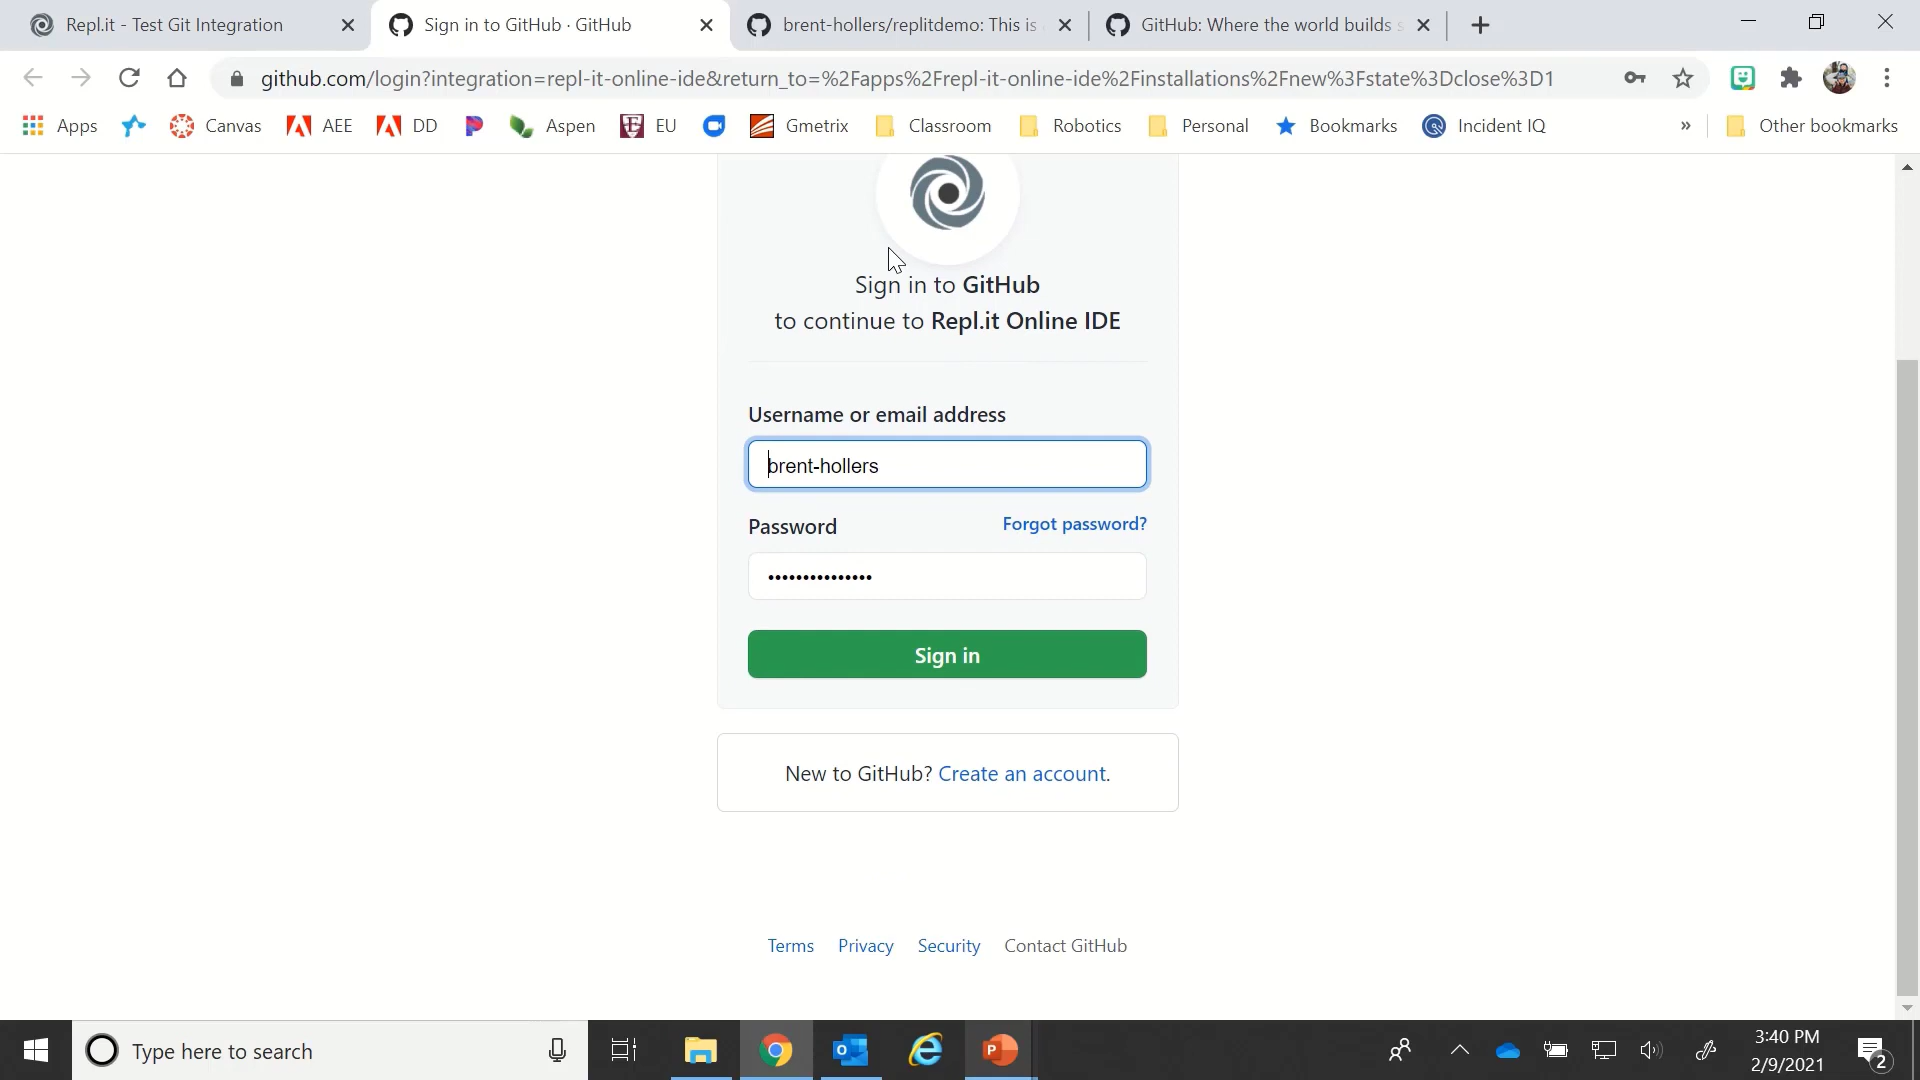 Repl.it - Test Git Integration
Sign in to GitHub · GitHub
brent-hollers/replitdemo: This is
GitHub: Where the world builds s
github.com/login?integration=repl-it-online-ide&return_to=%2Fapps%2Frepl-it-online-ide%2Finstallations%2Fnew%3Fstate%3Dclose%3D1
Apps
Canvas
AEE
DD
Aspen
EU
Gmetrix
Classroom
Robotics
Personal
Bookmarks
Incident IQ
»
Other bookmarks
Sign in to GitHub
to continue to Repl.it Online IDE
Username or email address
brent-hollers
Password
Forgot password?
•••••••••••••••
Sign in
New to GitHub? Create an account.
Terms
Privacy
Security
Contact GitHub
Type here to search
3:40 PM
2/9/2021
2